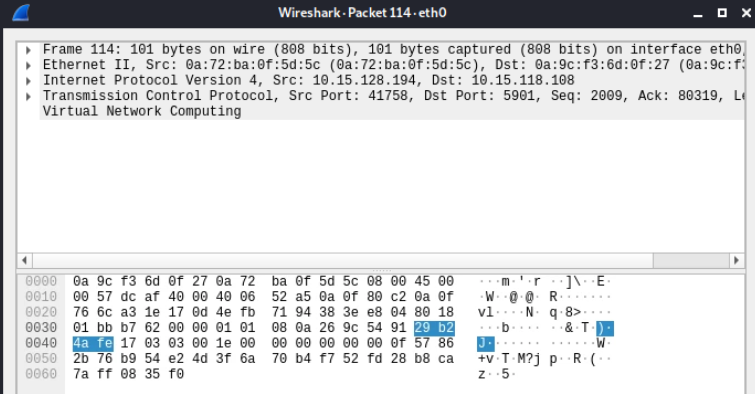 Wireshark·Packet 114·eth0
Frame 114: 101 bytes on wire (808 bits), 101 bytes captured (808 bits) on interface eth0,
Ethernet II, Src: 0a:72:ba:0f:5d:5c (0a:72:ba:0f:5d:5c), Dst: 0a:9c:f3:6d:0f:27 (0a:9c:f3
Internet Protocol Version 4, Src: 10.15.128.194, Dst: 10.15.118.108
Transmission Control Protocol, Src Port: 41758, Dst Port: 5901, Seq: 2009, Ack: 80319, Le
Virtual Network Computing
0000 0a 9c f3 6d 0f 27 0a 72 ba 0f 5d 5c 08 00 45 00 ···m·'·r ··]\··E·
0010 00 57 dc af 40 00 40 06 52 a5 0a 0f 80 c2 0a 0f ·W··@·@· R·······
0020 76 6c a3 1e 17 0d 4e fb 71 94 38 3e e8 04 80 18 vl····N· q·8>····
0030 01 bb b7 62 00 00 01 01 08 0a 26 9c 54 91 29 b2 ···b···· ··&·T·)·
0040 4a fe 17 03 03 00 1e 00 00 00 00 00 00 0f 57 86 J······· ······W·
0050 2b 76 b9 54 e2 4d 3f 6a 70 b4 f7 52 fd 28 b8 ca +v·T·M?j p··R·(··
0060 7a ff 08 35 f0 z··5·